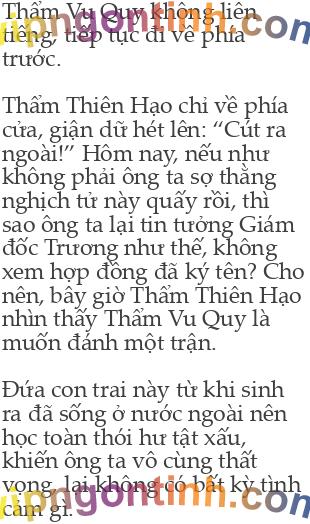 Thẩm Vu Quy không liên
tiếng, tiếp tục đi về phía
trước.
Thẩm Thiên Hạo chỉ về phía
cửa, giận dữ hét lên: “Cút ra
ngoài!” Hôm nay, nếu như
không phải ông ta sợ thằng
nghịch tử này quấy rồi, thì
sao ông ta lại tin tưởng Giám
đốc Trương như thế, không
xem hợp đồng đã ký tên? Cho
nên, bây giờ Thẩm Thiên Hạo
nhìn thấy Thẩm Vu Quy là
muốn đánh một trận.
Đứa con trai này từ khi sinh
ra đã sống ở nước ngoài nên
học toàn thói hư tật xấu,
khiến ông ta vô cùng thất
vọng, lại không có bất kỳ tình
cảm gì.
vipngontinh.com
vipngontinh.com